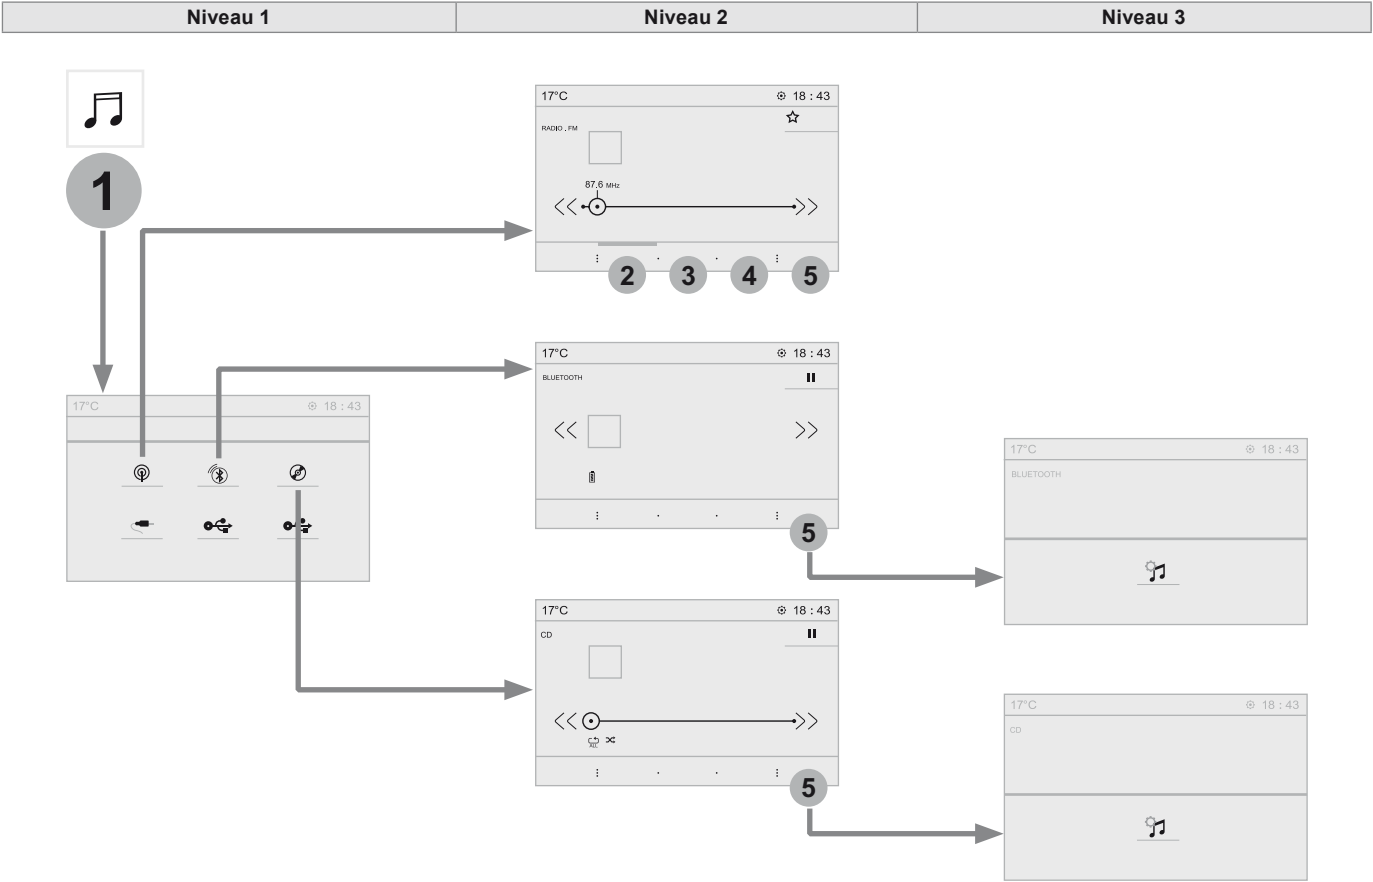 Niveau 1 Niveau 2 Niveau 3
1
17°C 18 : 43
17°C 18 : 43
RADIO . FM
87.6 MHz
2 3 4 5
17°C 18 : 43
BLUETOOTH
5
17°C 18 : 43
CD
ALL
5
17°C 18 : 43
BLUETOOTH
17°C 18 : 43
CD